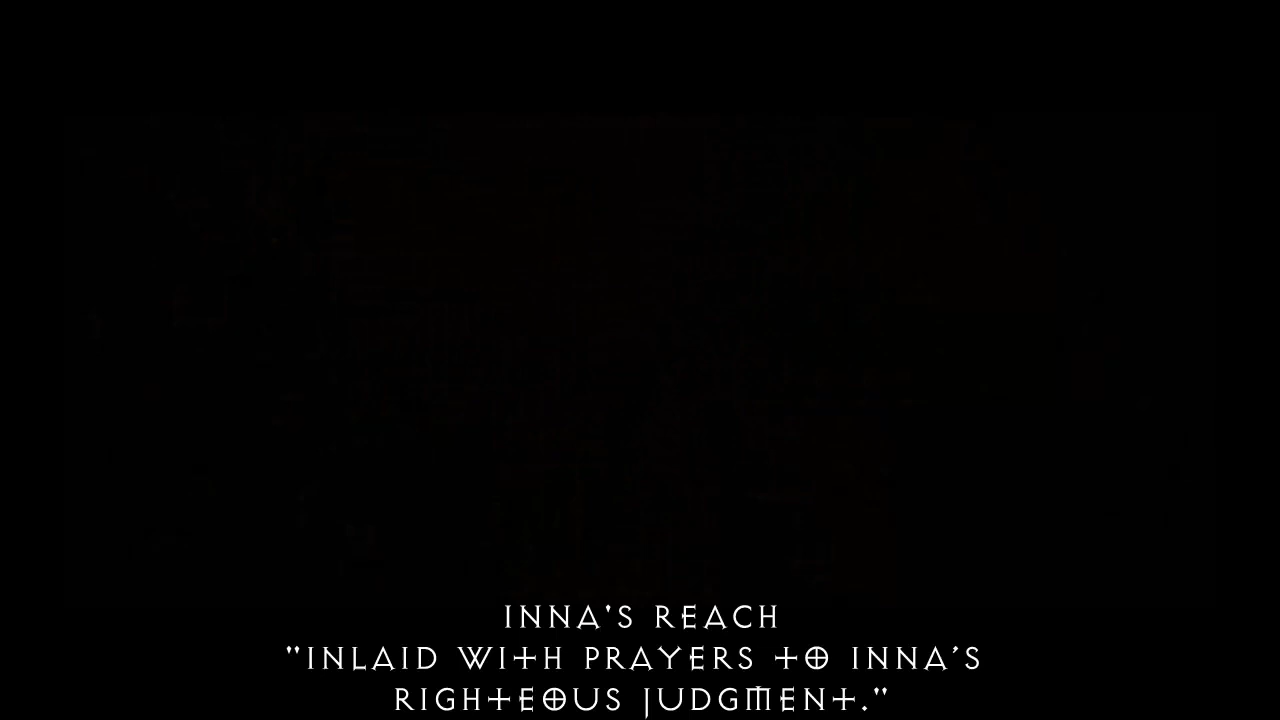 INNA'S REACH
"INLAID WITH PRAYERS TO INNA'S
RIGHTEOUS JUDGMENT."